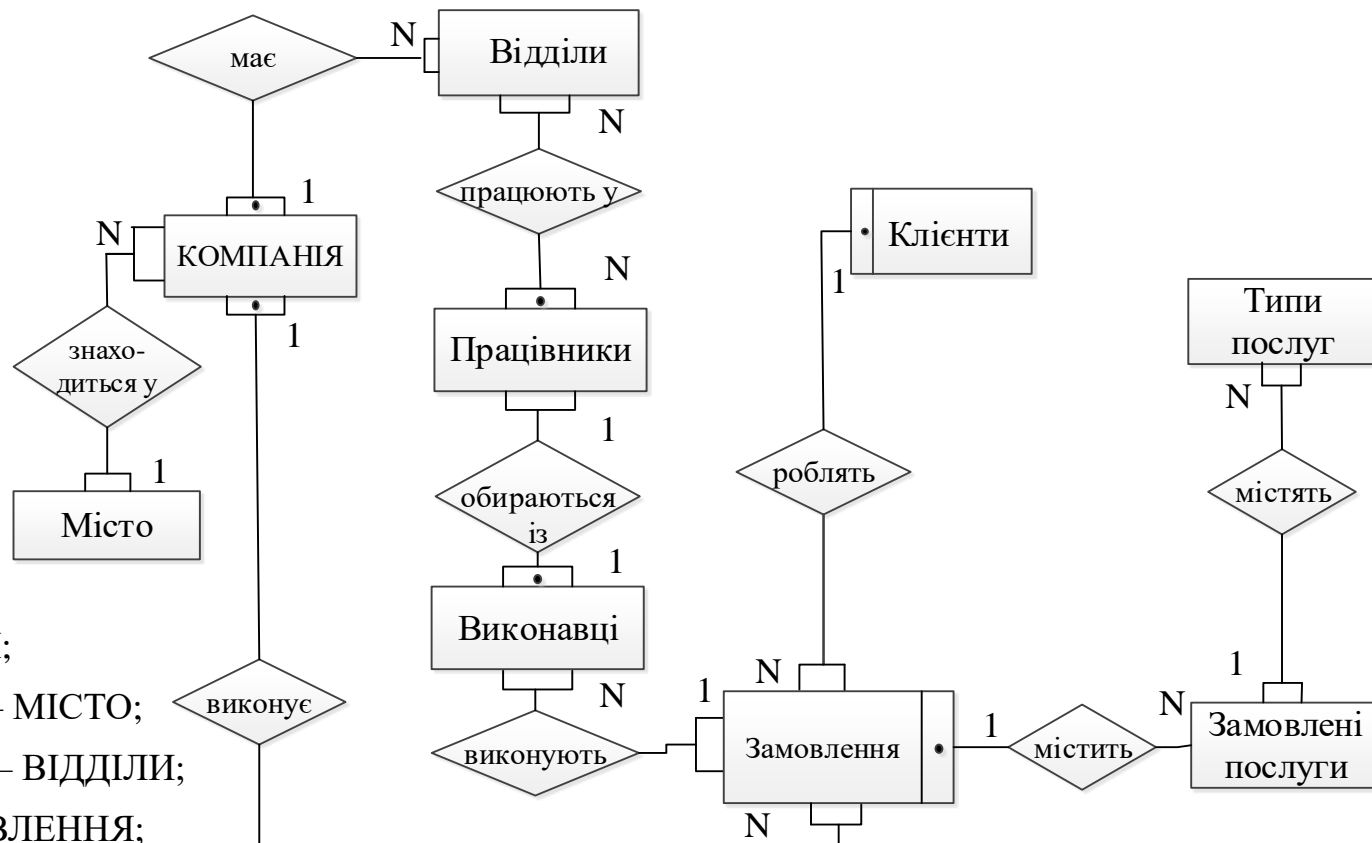 має
N
Відділи
N
працюють у
1
N
КОМПАНІЯ
1
N
Працівники
1
знахо-
диться у
1
Місто
обираються
із
1
Виконавці
N
Клієнти
1
роблять
Типи
послуг
N
містять
1
Замовлені
послуги
N
містить
1
N
Замовлення
1
N
виконують
виконує
– МІСТО;
– ВІДДІЛИ;